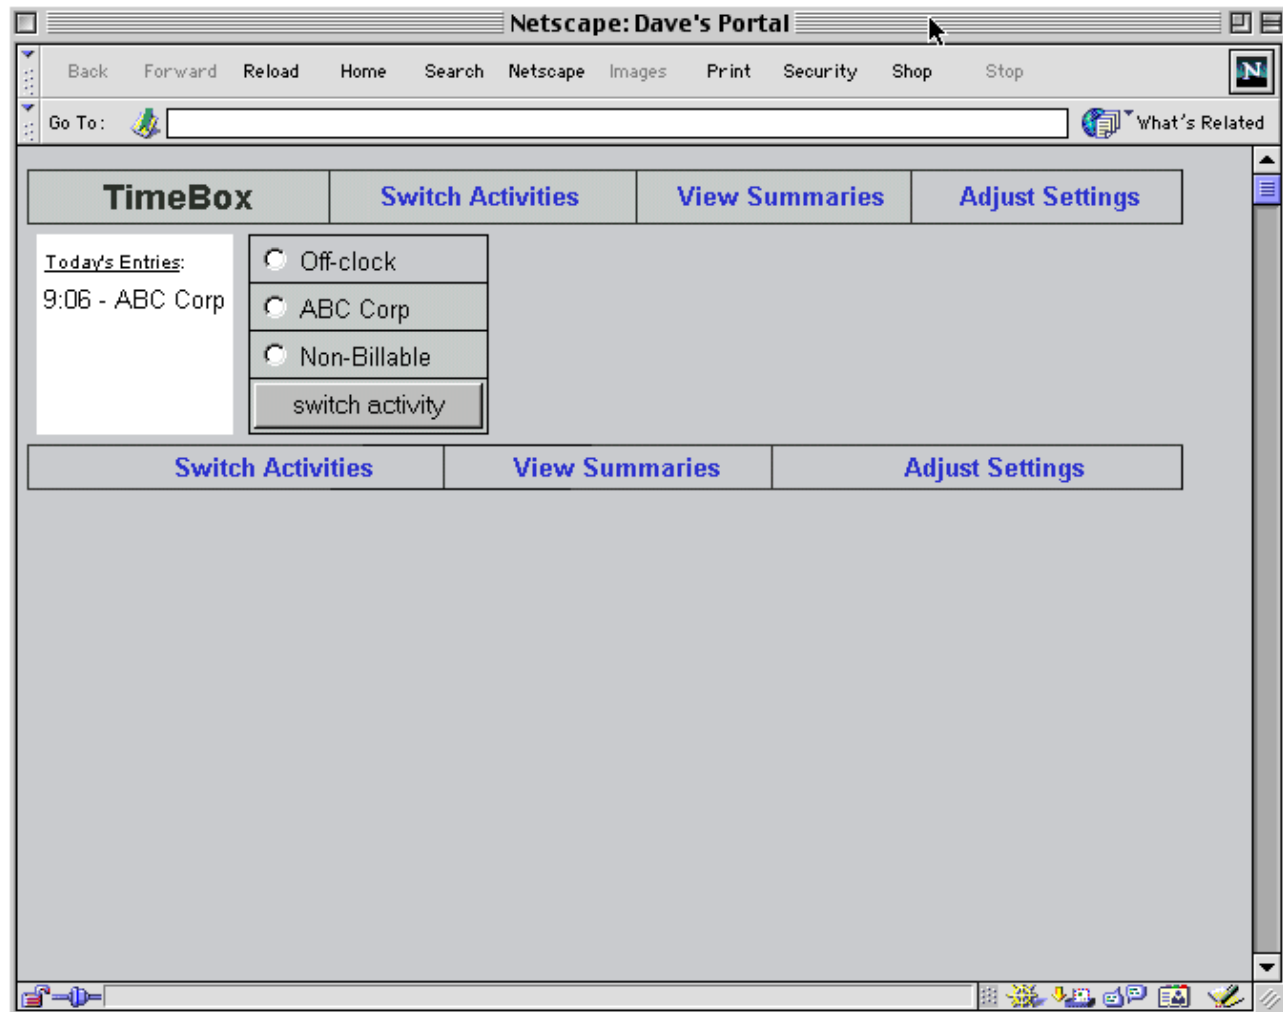 Netscape: Dave's Portal
Back Forward Reload Home Search Netscape Images Print Security Shop Stop
N
Go To: What's Related
TimeBox Switch Activities View Summaries Adjust Settings
Today's Entries:
9:06 - ABC Corp
Off-clock
ABC Corp
Non-Billable
switch activity
Switch Activities View Summaries Adjust Settings